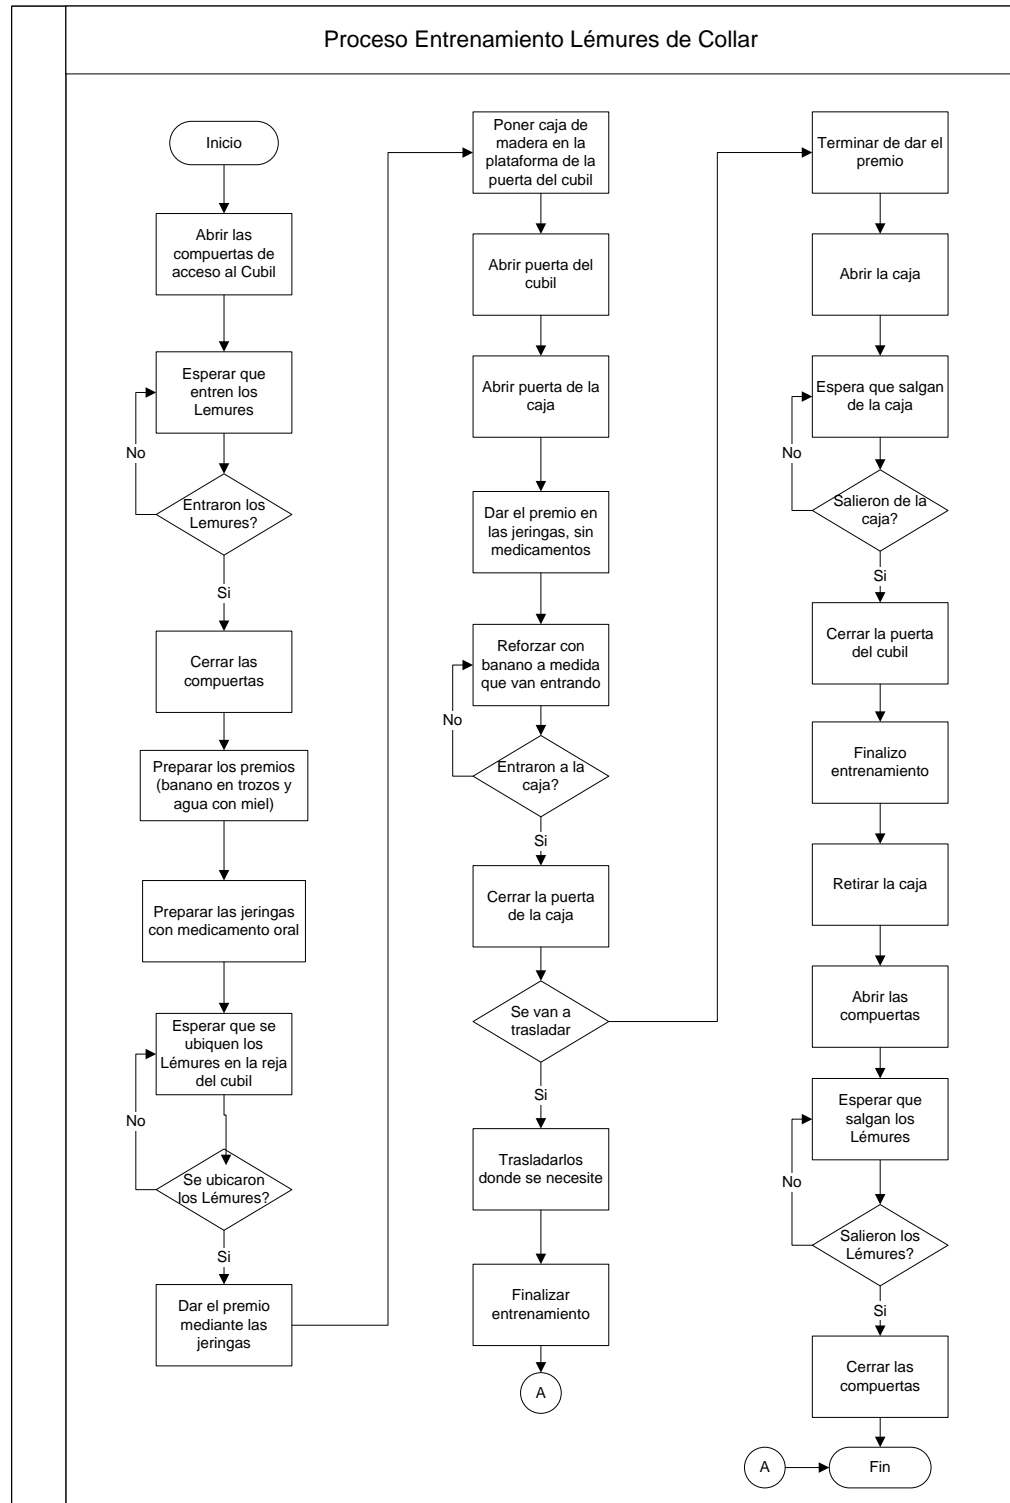 Proceso Entrenamiento Lémures de Collar
Inicio
Abrir las
compuertas de
acceso al Cubil
Esperar que
entren los
Lemures
No
Entraron los
Lemures?
Si
Cerrar las
compuertas
Preparar los premios
(banano en trozos y
agua con miel)
Preparar las jeringas
con medicamento oral
Esperar que se
ubiquen los
Lémures en la reja
del cubil
No
Se ubicaron
los Lémures?
Si
Dar el premio
mediante las
jeringas
Poner caja de
madera en la
plataforma de la
puerta del cubil
Abrir puerta del
cubil
Abrir puerta de la
caja
Dar el premio en
las jeringas, sin
medicamentos
Reforzar con
banano a medida
que van entrando
No
Entraron a la
caja?
Si
Cerrar la puerta
de la caja
Se van a
trasladar
Si
Trasladarlos
donde se necesite
Finalizar
entrenamiento
A
Terminar de dar el
premio
Abrir la caja
Espera que salgan
de la caja
No
Salieron de la
caja?
Si
Cerrar la puerta
del cubil
Finalizo
entrenamiento
Retirar la caja
Abrir las
compuertas
Esperar que
salgan los
Lémures
No
Salieron los
Lémures?
Si
Cerrar las
compuertas
A
Fin